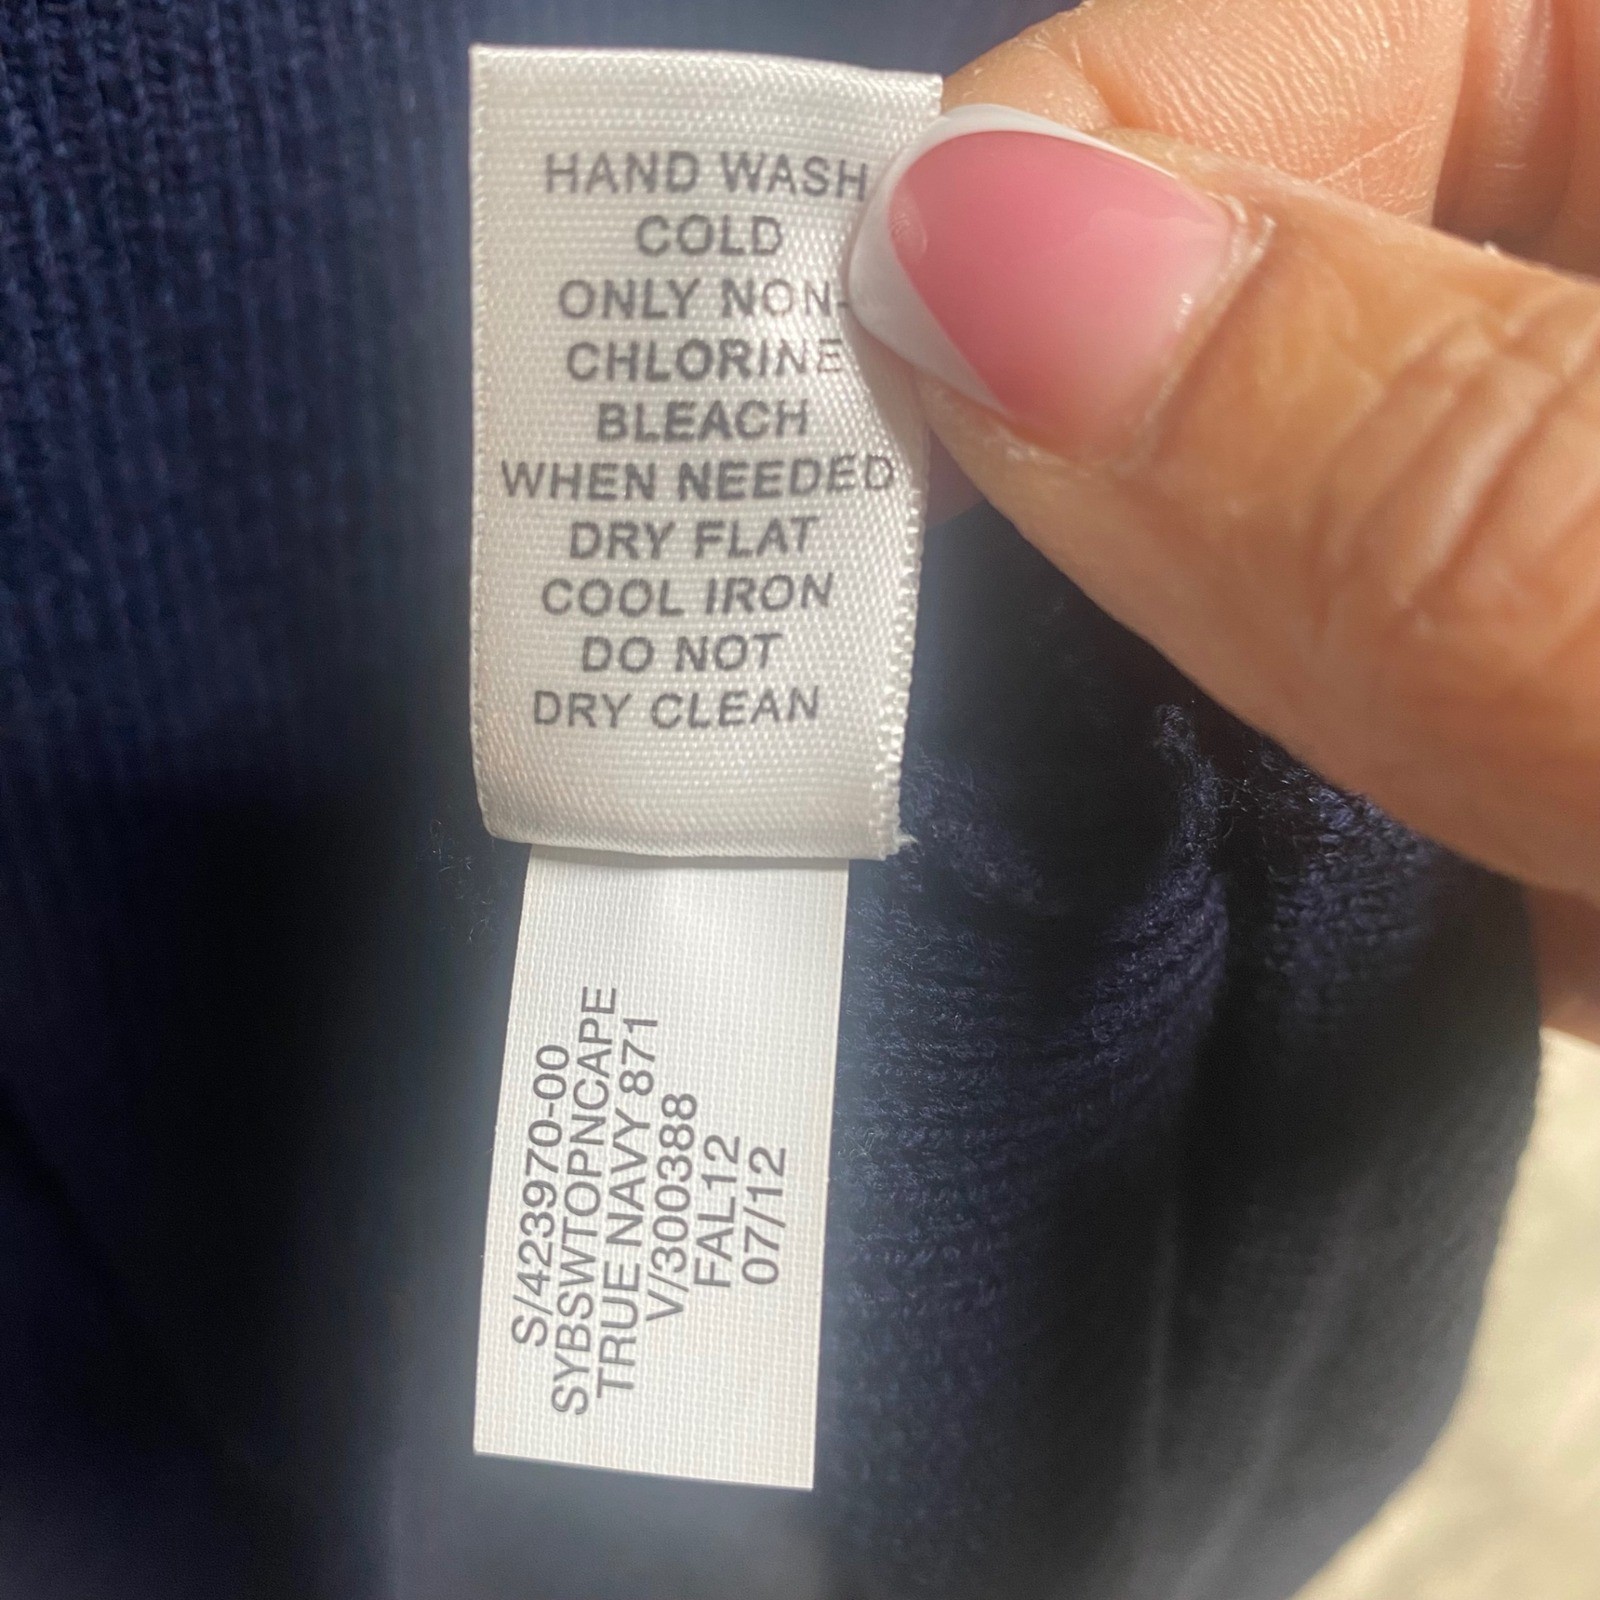 HAND WASH
COLD
ONLY NON-
CHLORINE
BLEACH
WHEN NEEDED
DRY FLAT
COOL IRON
DO NOT
DRY CLEAN
S/423970-00
SYBSWTOPNCAPE
TRUE NAVY 871
V/300388
FAL12
07/12